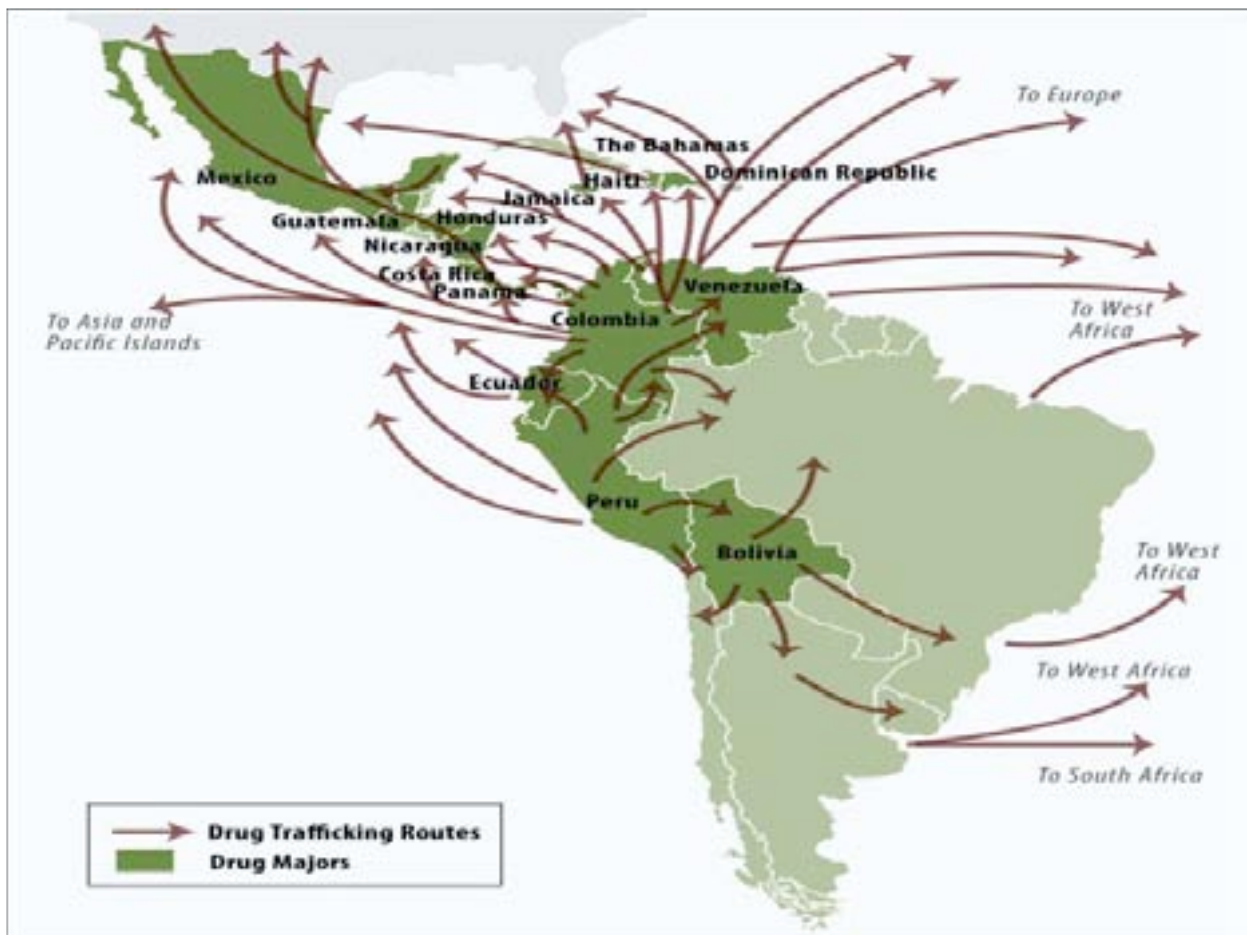 To Europe
The Bahamas
Dominican Republic
Haiti
Mexico
Jamaica
Guatemala
Honduras
Nicaragua
Costa Rica
Panama
Venezuela
To Asia and
Pacific Islands
Colombia
To West
Africa
Ecuador
Peru
Bolivia
To West
Africa
To West Africa
To South Africa
Drug Trafficking Routes
Drug Majors